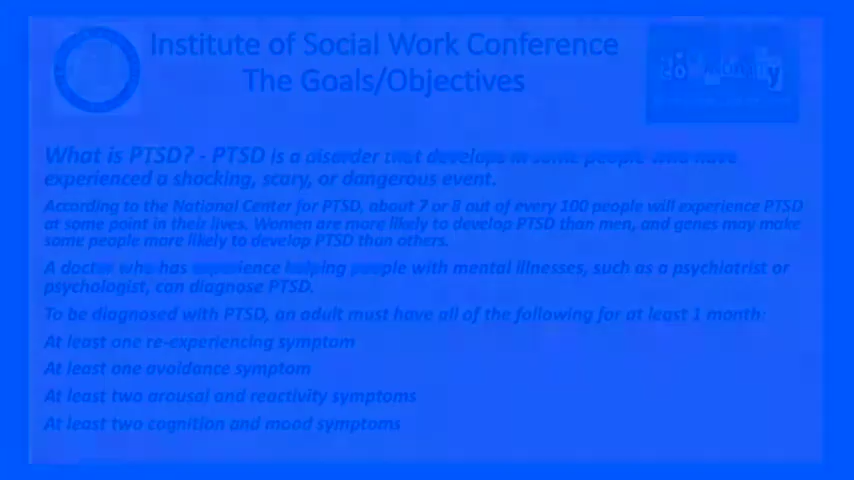 Institute of Social Work Conference
The Goals/Objectives
What is PTSD? - PTSD is a disorder that develops in some people who have
experienced a shocking, scary, or dangerous event.
According to the National Center for PTSD, about 7 or 8 out of every 100 people will experience PTSD
at some point in their lives. Women are more likely to develop PTSD than men, and genes may make
some people more likely to develop PTSD than others.
A doctor who has experience helping people with mental illnesses, such as a psychiatrist or
psychologist, can diagnose PTSD.
To be diagnosed with PTSD, an adult must have all of the following for at least 1 month:
At least one re-experiencing symptom
At least one avoidance symptom
At least two arousal and reactivity symptoms
At least two cognition and mood symptoms